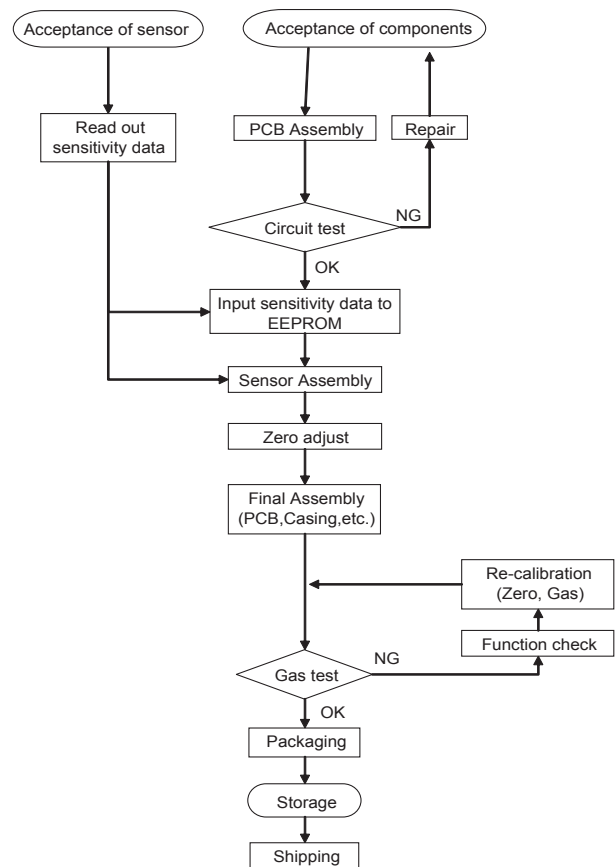 Acceptance of sensor
Acceptance of components
Read out
sensitivity data
PCB Assembly
Repair
Circuit test
NG
OK
Input sensitivity data to
EEPROM
Sensor Assembly
Zero adjust
Final Assembly
(PCB,Casing,etc.)
Re-calibration
(Zero, Gas)
Function check
Gas test
NG
OK
Packaging
Storage
Shipping